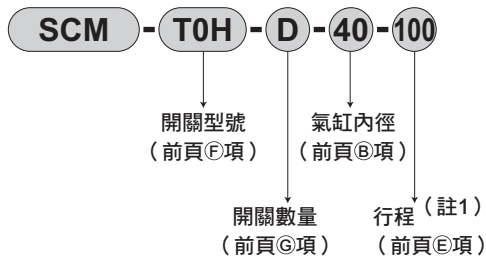 SCM - T0H - D - 40 - 100
開關型號 氣缸內徑
（前頁Ⓕ項） （前頁Ⓑ項）
開關數量 行程（註1）
（前頁Ⓖ項） （前頁Ⓔ項）